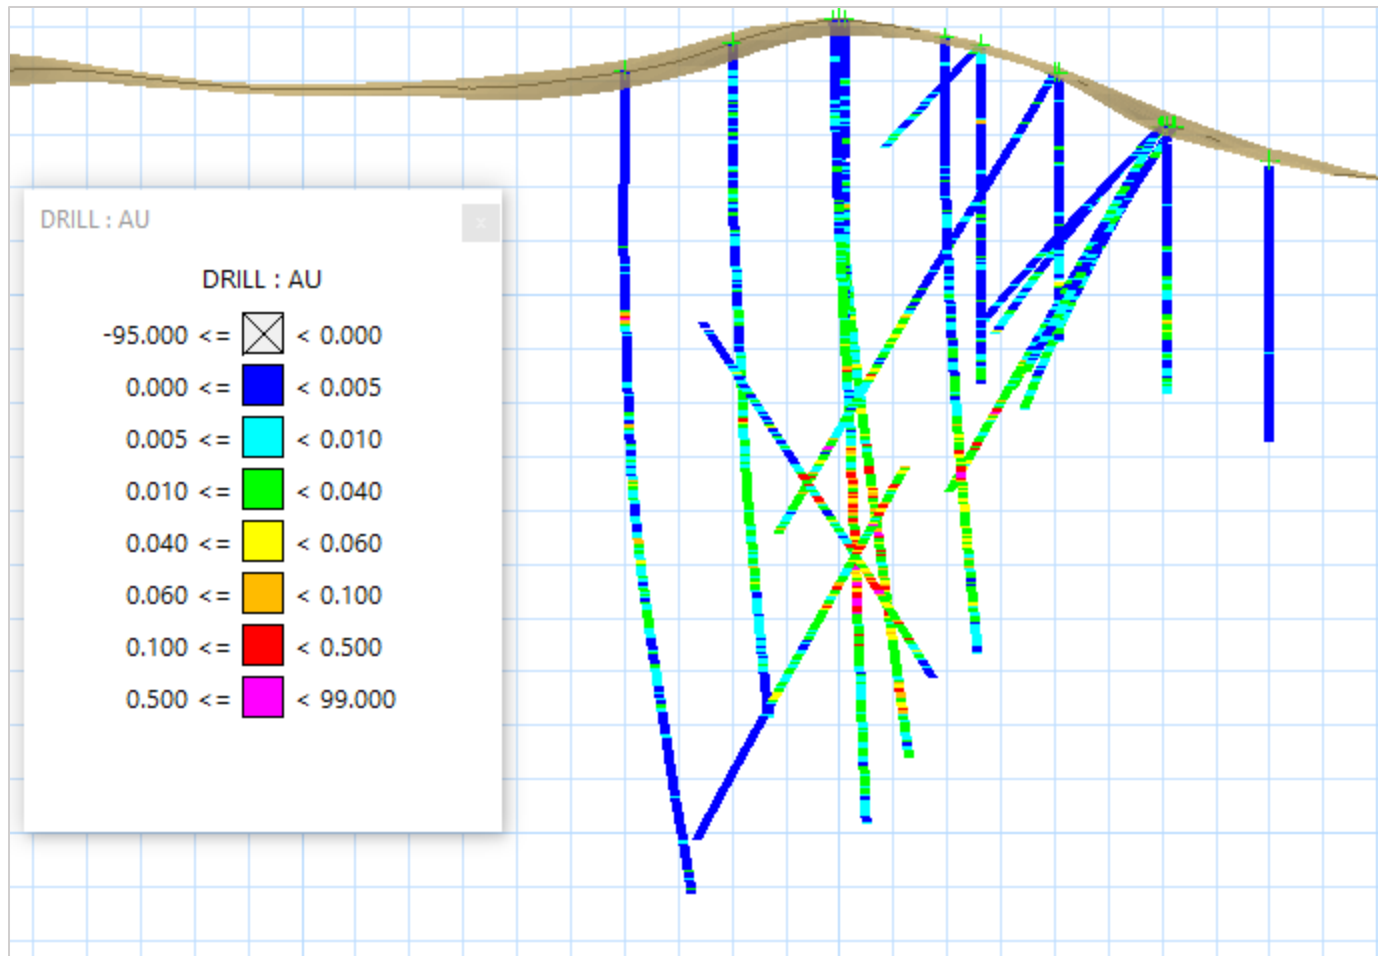 DRILL : AU
x
DRILL : AU
-95.000 <= < 0.000
0.000 <= < 0.005
0.005 <= < 0.010
0.010 <= < 0.040
0.040 <= < 0.060
0.060 <= < 0.100
0.100 <= < 0.500
0.500 <= < 99.000